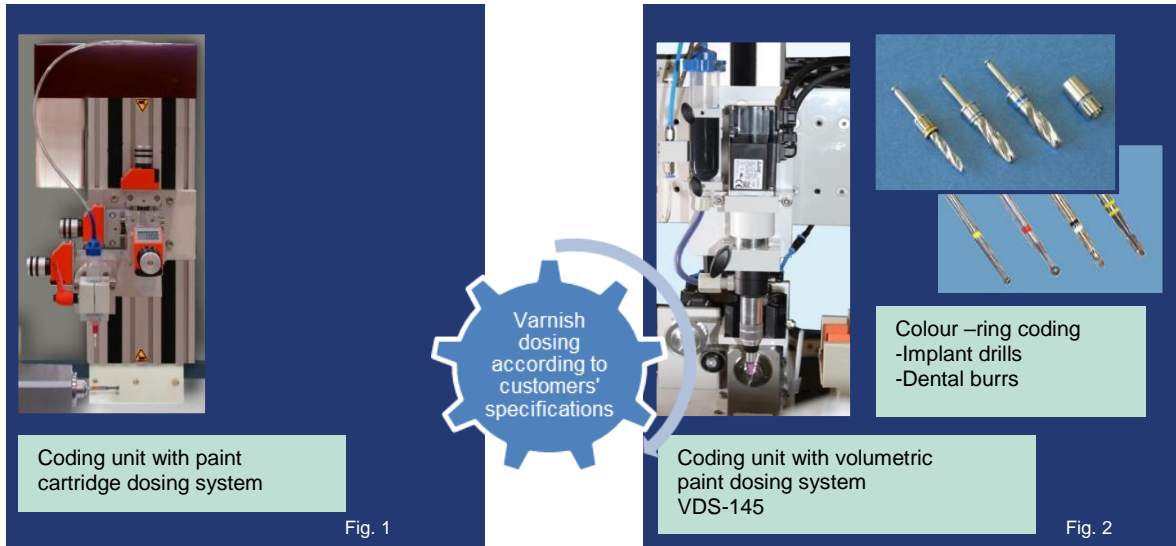 Coding unit with paint
cartridge dosing system
Fig. 1
Varnish
dosing
according to
customers'
specifications
Colour –ring coding
-Implant drills
-Dental burrs
Coding unit with volumetric
paint dosing system
VDS-145
Fig. 2